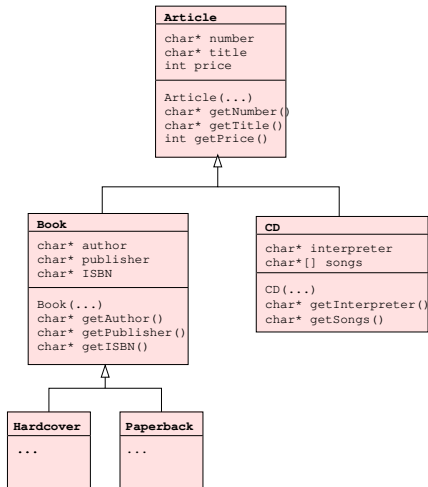 Article
char* number
char* title
int price
Article(...)
char* getNumber()
char* getTitle()
int getPrice()
Book
char* author
char* publisher
char* ISBN
Book(...)
char* getAuthor()
char* getPublisher()
char* getISBN()
CD
char* interpreter
char*[] songs
CD(...)
char* getInterpreter()
char* getSongs()
Hardcover
...
Paperback
...